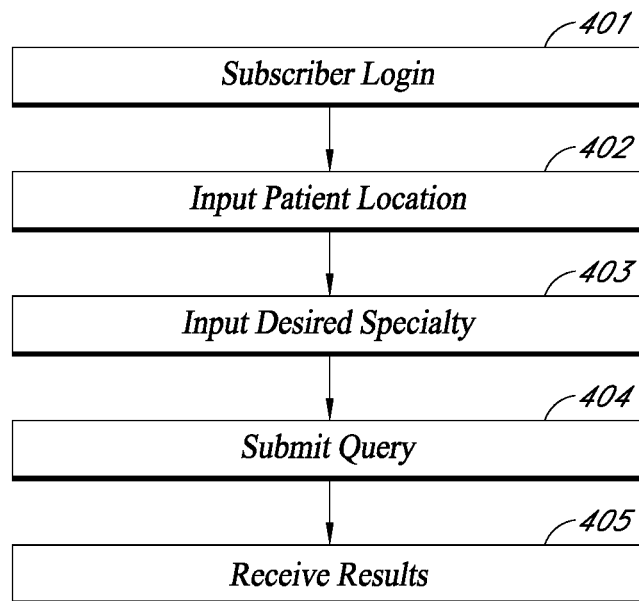 401
Subscriber Login
402
Input Patient Location
403
Input Desired Specialty
404
Submit Query
405
Receive Results